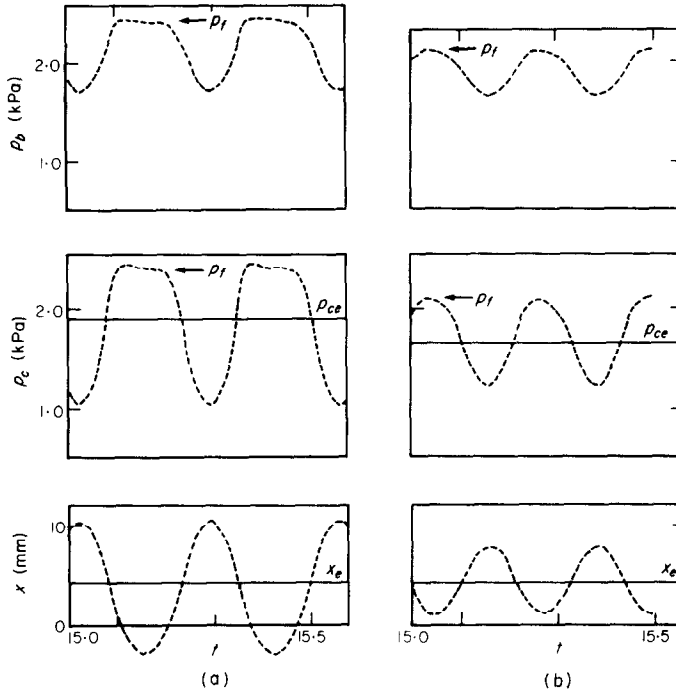 p_f
2·0
1·0
p_b (kPa)
p_f
p_f
p_ce
2·0
1·0
p_c (kPa)
p_f
p_ce
10
0
x (mm)
x_e
15·0
t
15·5
(a)
x_e
15·0
t
15·5
(b)